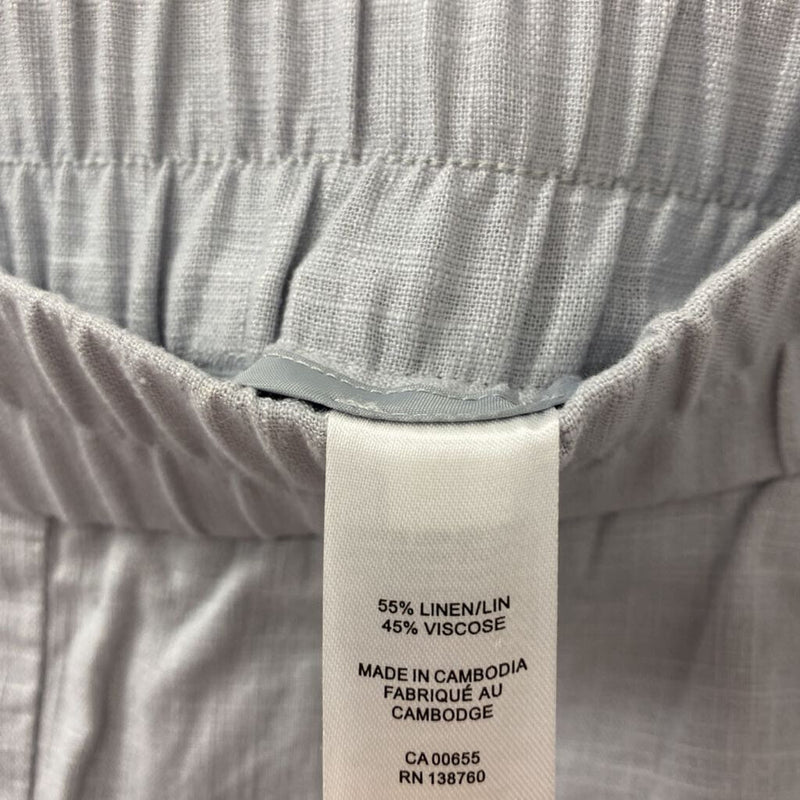 55% LINEN/LIN
45% VISCOSE
MADE IN CAMBODIA
FABRIQUÉ AU
CAMBODGE
CA 00655
RN 138760